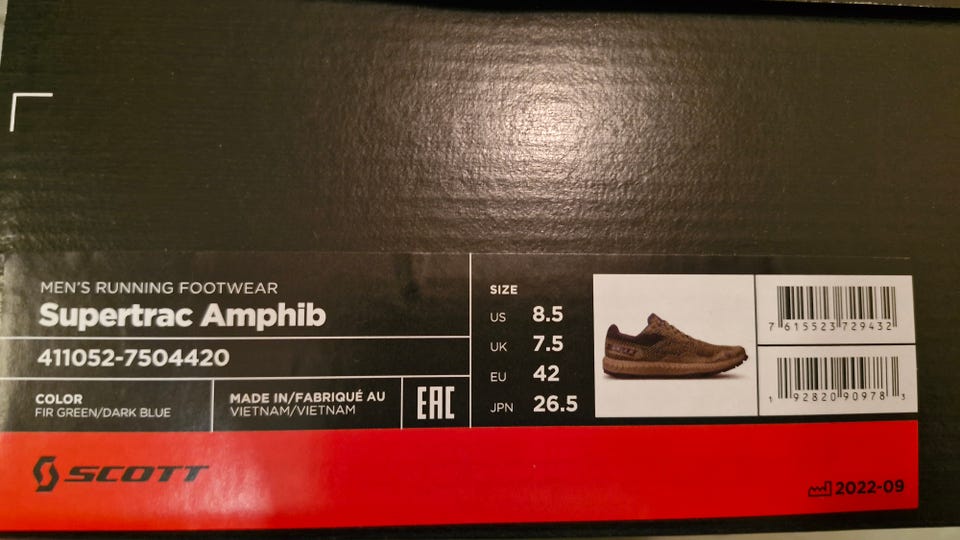 MEN'S RUNNING FOOTWEAR
Supertrac Amphib
411052-7504420
COLOR
FIR GREEN/DARK BLUE
MADE IN/FABRIQUÉ AU
VIETNAM/VIETNAM
EAC
SIZE
US 8.5
UK 7.5
EU 42
JPN 26.5
7 615523 729432
1 92820 90978 3
SCOTT
2022-09